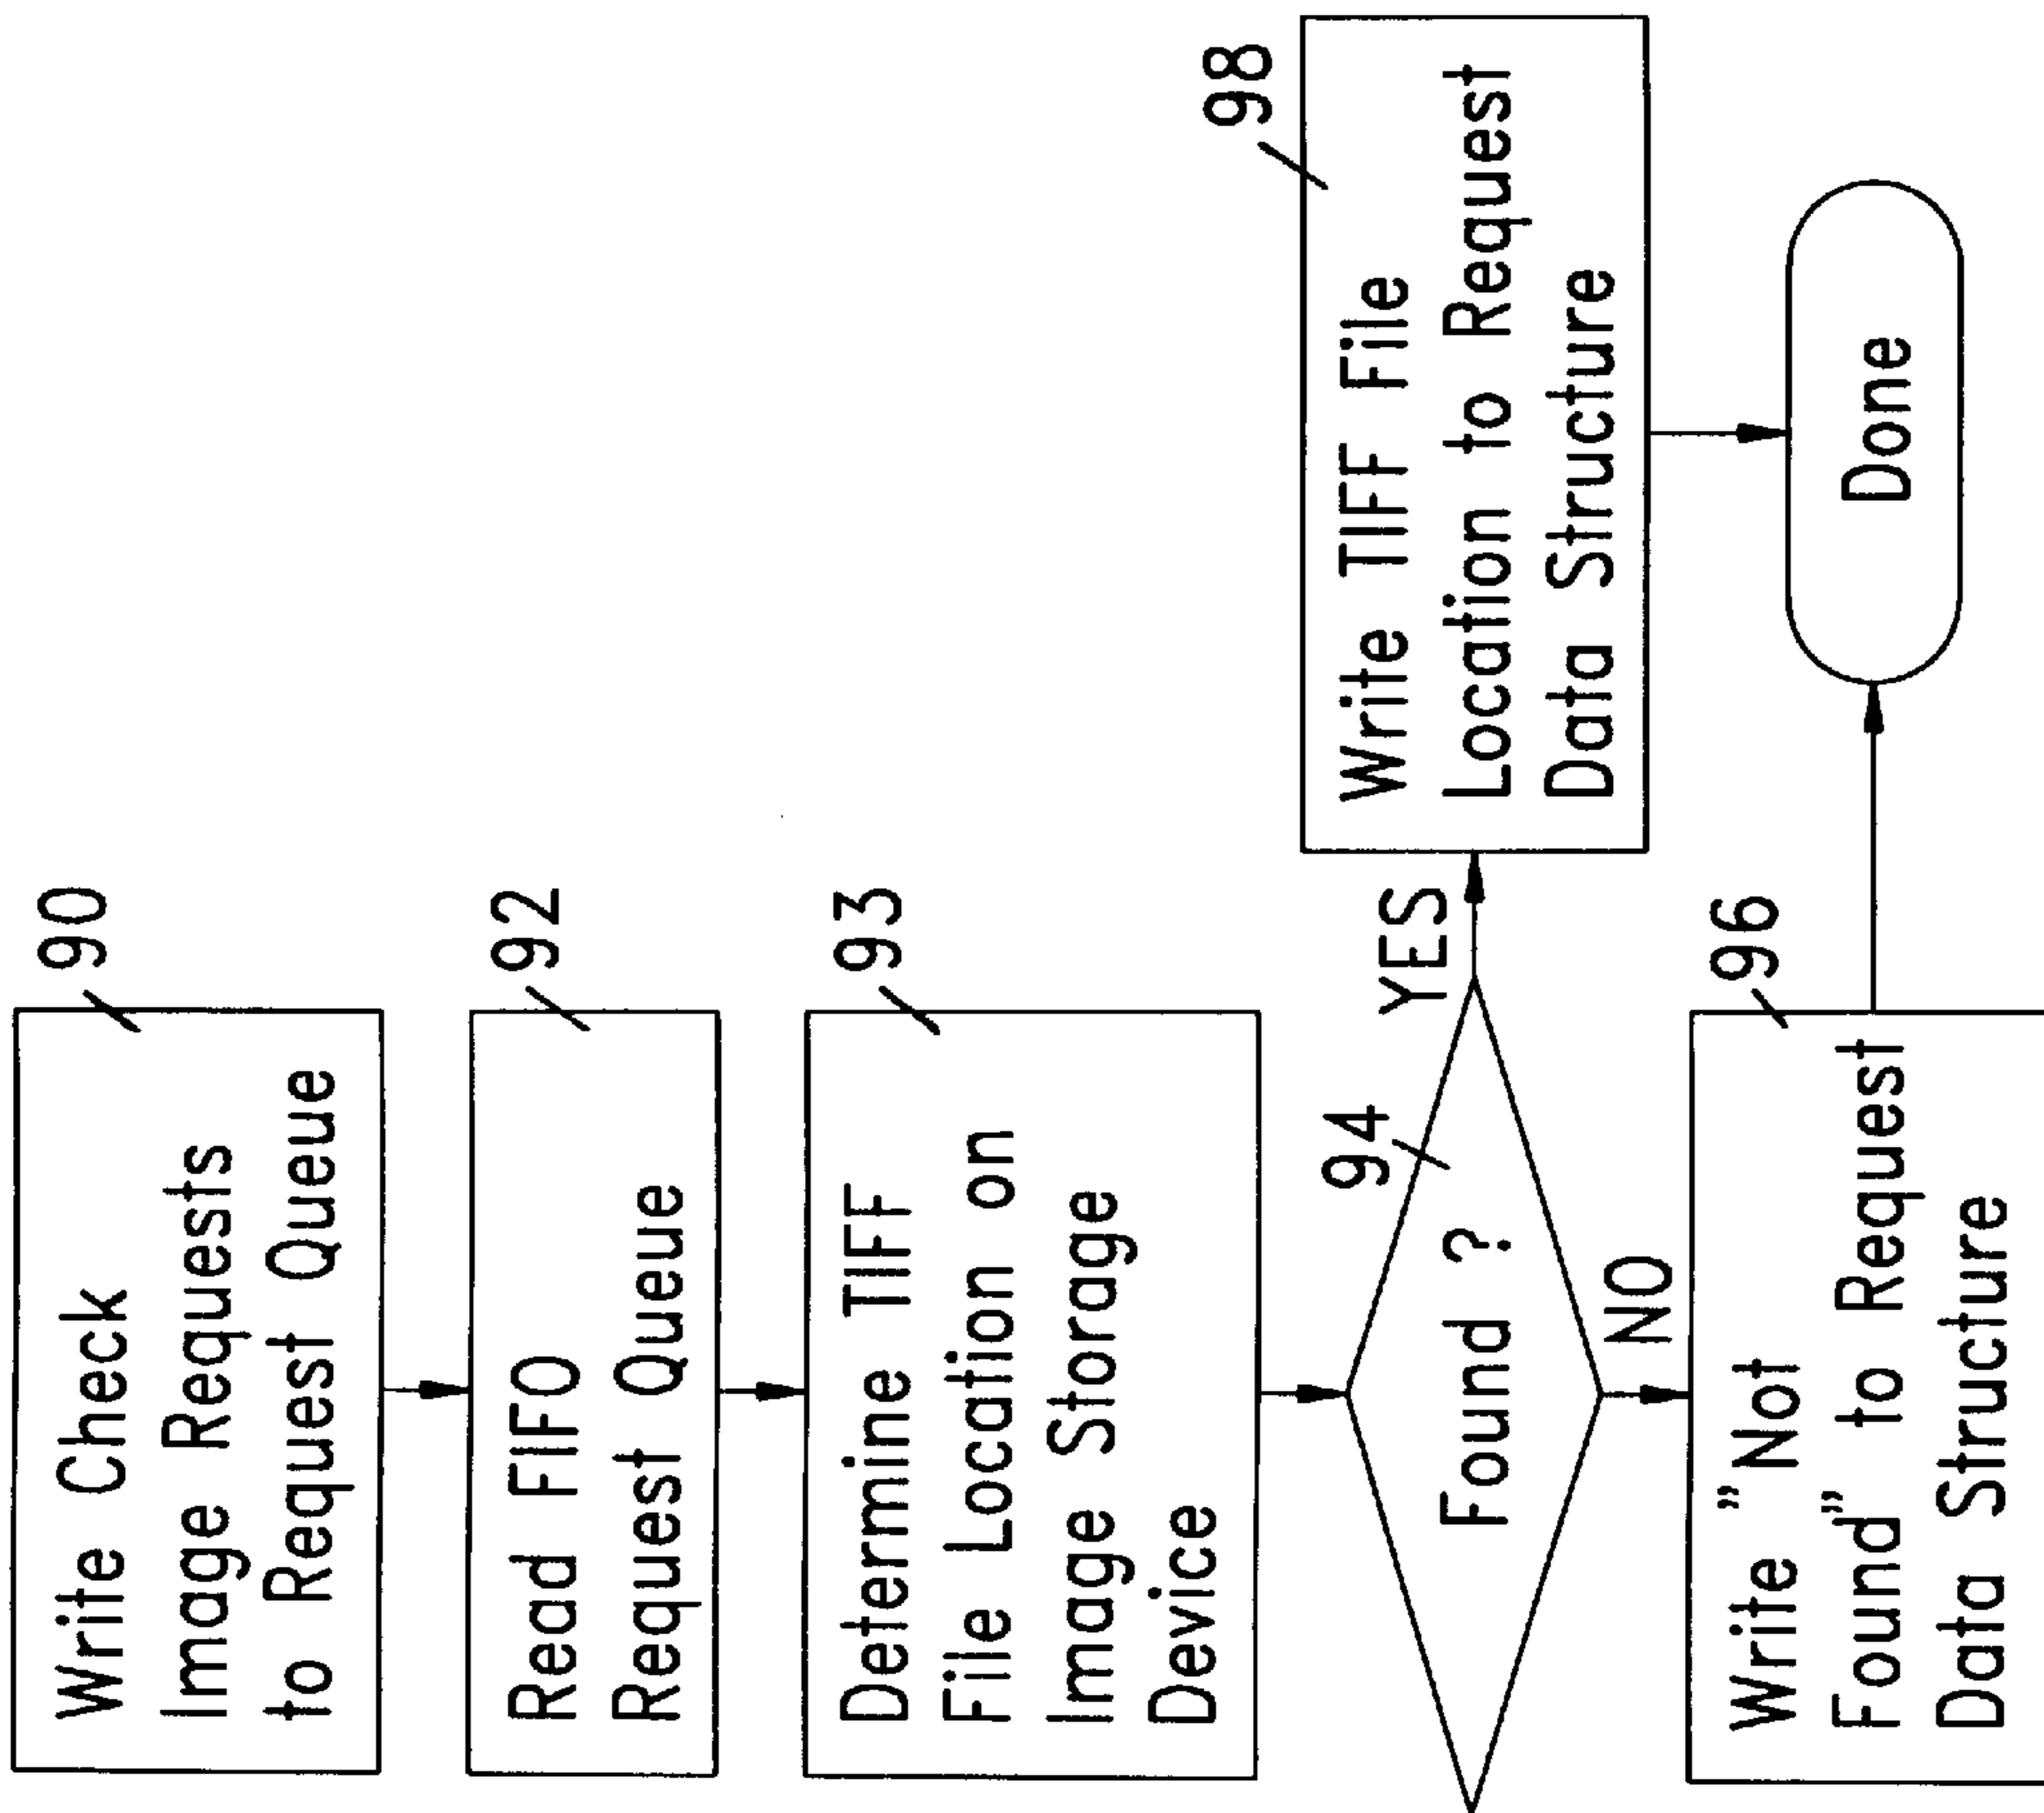 90
Write Check
Image Requests
to Request Queue
92
Read FIFO
Request Queue
93
Determine TIFF
File Location on
Image Storage
Device
94
Found ?
YES
98
Write TIFF File
Location to Request
Data Structure
NO
96
Write "Not
Found" to Request
Data Structure
Done